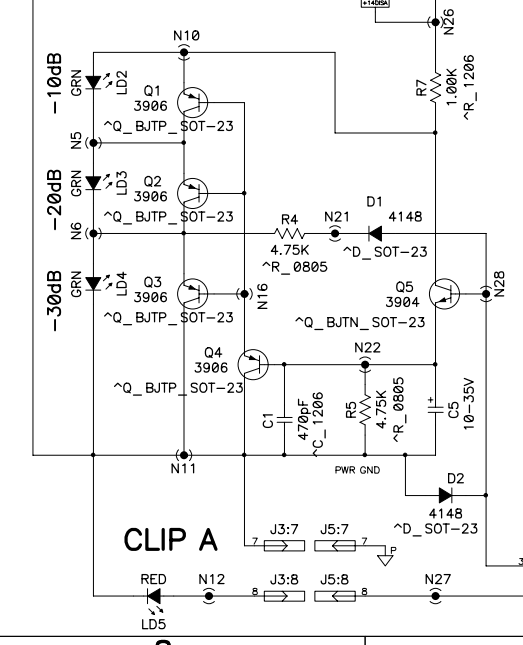 +14DISA
N26
N10
-10dB
GRN
LD2
Q1
3906
^Q_BJTP_SOT-23
R7
1.00K
^R_1206
N5
-20dB
GRN
LD3
Q2
3906
^Q_BJTP_SOT-23
N6
R4
4.75K
^R_0805
N21
D1
4148
^D_SOT-23
-30dB
GRN
LD4
Q3
3906
^Q_BJTP_SOT-23
N16
Q5
3904
^Q_BJTN_SOT-23
N28
Q4
3906
^Q_BJTP_SOT-23
N22
C1
470pF
^C_1206
R5
4.75K
^R_0805
+
C5
10-35V
N11
PWR GND
D2
4148
^D_SOT-23
CLIP A
7
J3:7
J5:7
7
P
3
RED
LD5
N12
8
J3:8
J5:8
8
N27